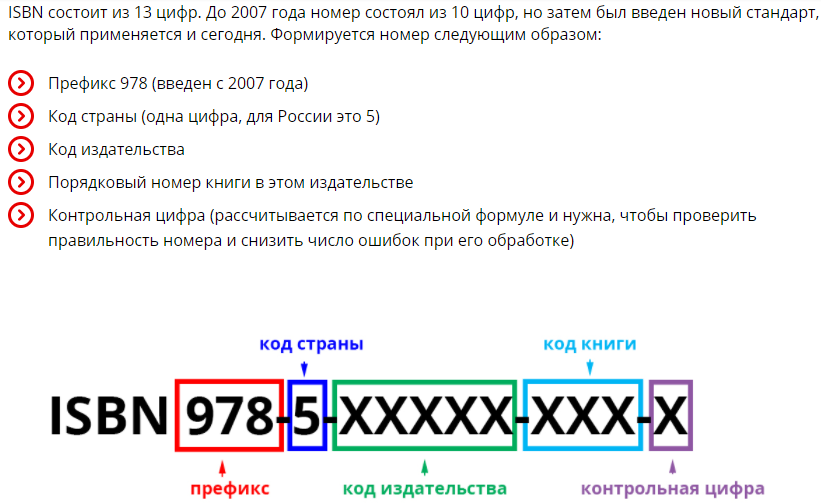 ISBN состоит из 13 цифр. До 2007 года номер состоял из 10 цифр, но затем был введен новый стандарт,
который применяется и сегодня. Формируется номер следующим образом:
Префикс 978 (введен с 2007 года)
Код страны (одна цифра, для России это 5)
Код издательства
Порядковый номер книги в этом издательстве
Контрольная цифра (рассчитывается по специальной формуле и нужна, чтобы проверить
правильность номера и снизить число ошибок при его обработке)
код страны код книги
ISBN 978-5-XXXXX-XXX-X
префикс код издательства контрольная цифра